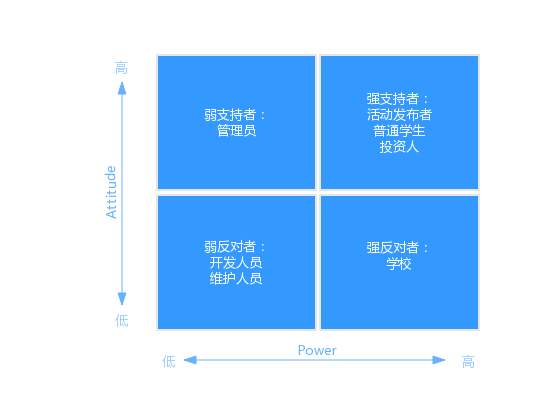 高
弱支持者：
管理员
强支持者：
活动发布者
普通学生
投资人
Attitude
弱反对者：
开发人员
维护人员
强反对者：
学校
低
Power
低
高